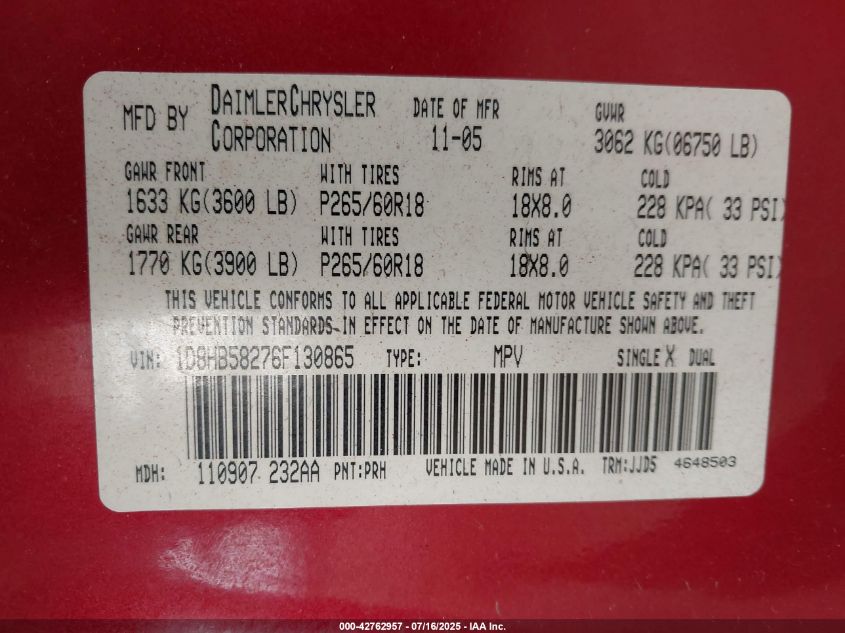 MFD BY DAIMLERCHRYSLER CORPORATION DATE OF MFR 11-05 GVWR 3062 KG(06750 LB)
GAWR FRONT WITH TIRES RIMS AT COLD
1633 KG(3600 LB) P265/60R18 18X8.0 228 KPA( 33 PSI)
GAWR REAR WITH TIRES RIMS AT COLD
1770 KG(3900 LB) P265/60R18 18X8.0 228 KPA( 33 PSI)
THIS VEHICLE CONFORMS TO ALL APPLICABLE FEDERAL MOTOR VEHICLE SAFETY AND THEFT
PREVENTION STANDARDS IN EFFECT ON THE DATE OF MANUFACTURE SHOWN ABOVE.
VIN: 1D8HB58276F130865 TYPE: MPV SINGLE X DUAL
MDH: 110907 232AA PNT:PRH VEHICLE MADE IN U.S.A. TRM:JJD5 4648503
000-42762957 - 07/16/2025 - IAA Inc.